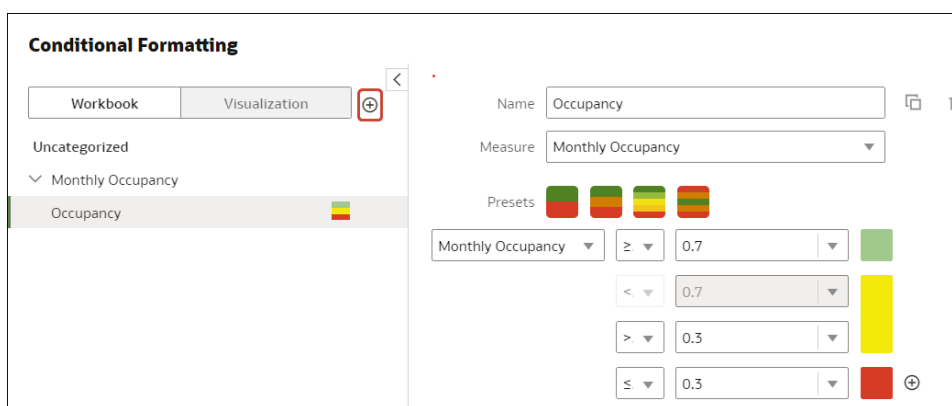 Conditional Formatting
Workbook Visualization
Uncategorized
Monthly Occupancy
Occupancy
Name Occupancy
Measure Monthly Occupancy
Presets
Monthly Occupancy ≥ 0.7
< 0.7
> 0.3
≤ 0.3